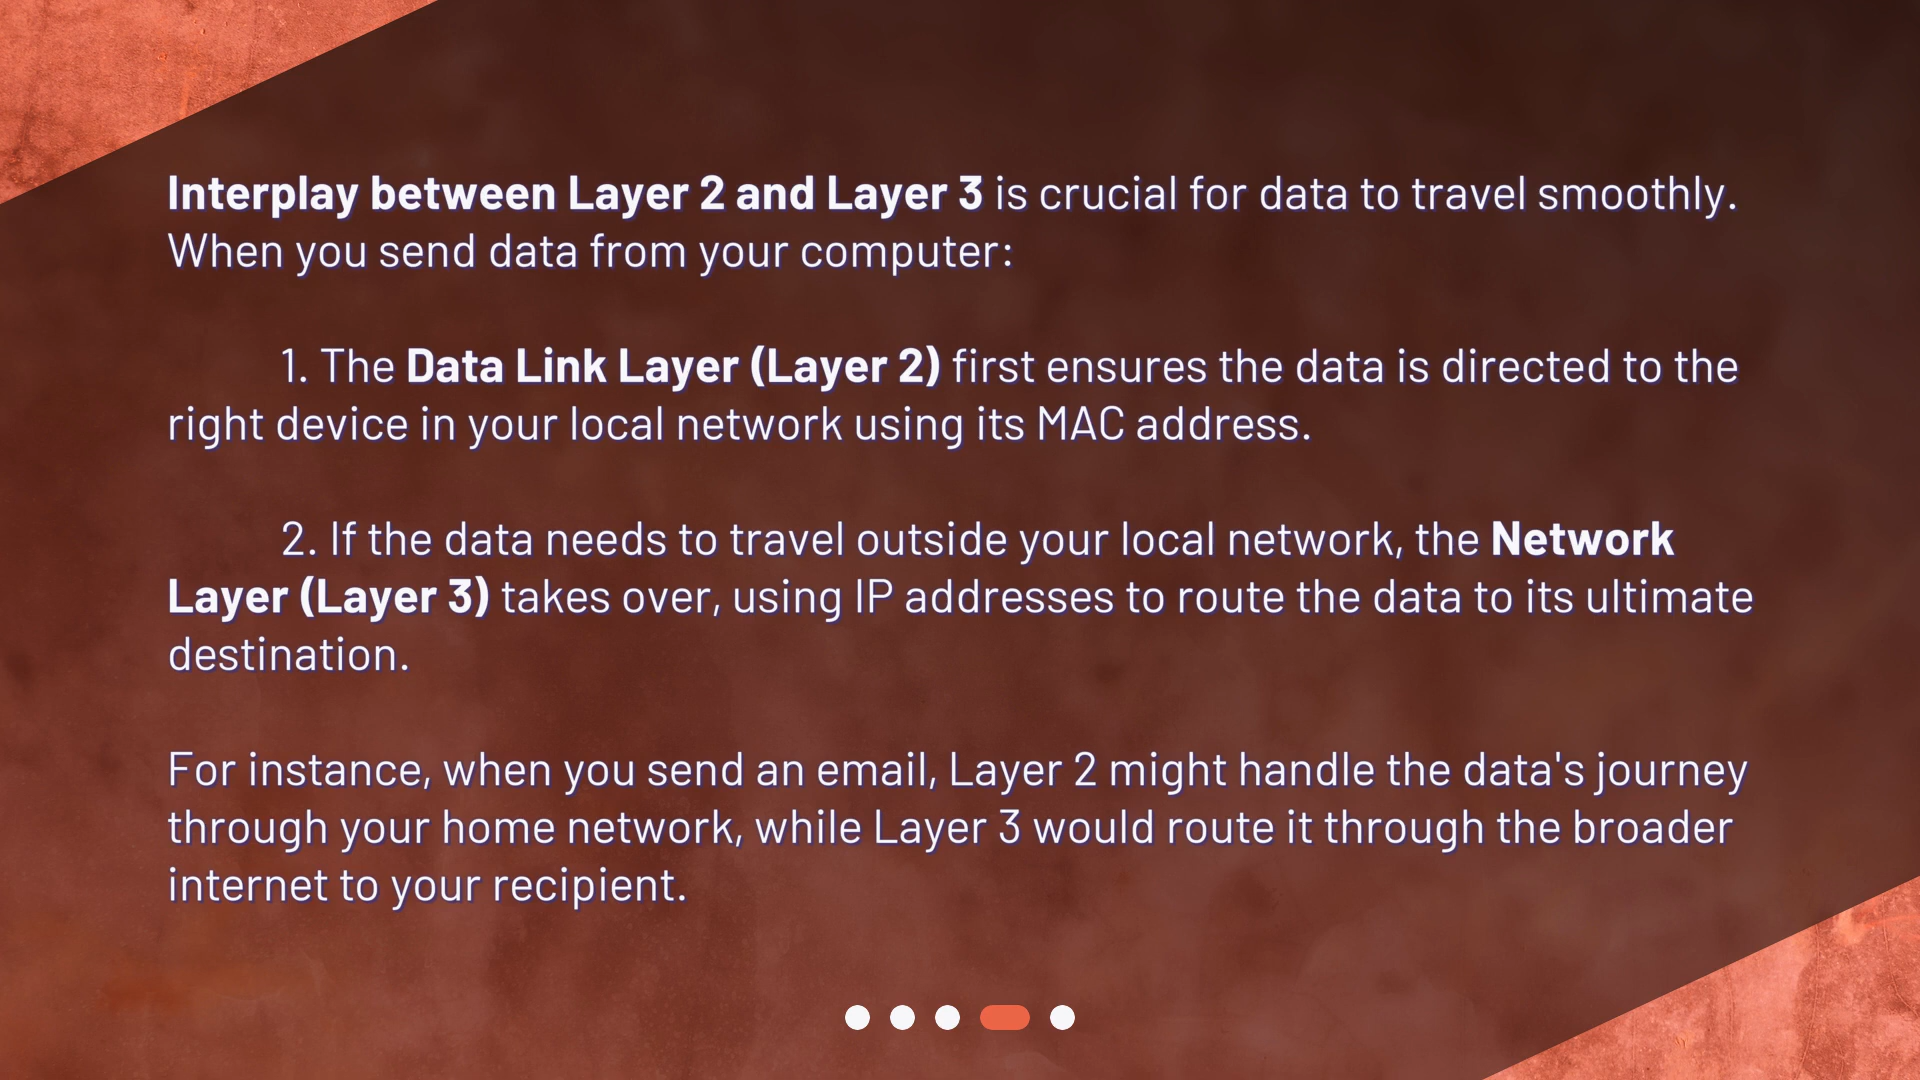 Interplay between Layer 2 and Layer 3 is crucial for data to travel smoothly.
When you send data from your computer:
1. The Data Link Layer (Layer 2) first ensures the data is directed to the
right device in your local network using its MAC address.
2. If the data needs to travel outside your local network, the Network
Layer (Layer 3) takes over, using IP addresses to route the data to its ultimate
destination.
For instance, when you send an email, Layer 2 might handle the data's journey
through your home network, while Layer 3 would route it through the broader
internet to your recipient.